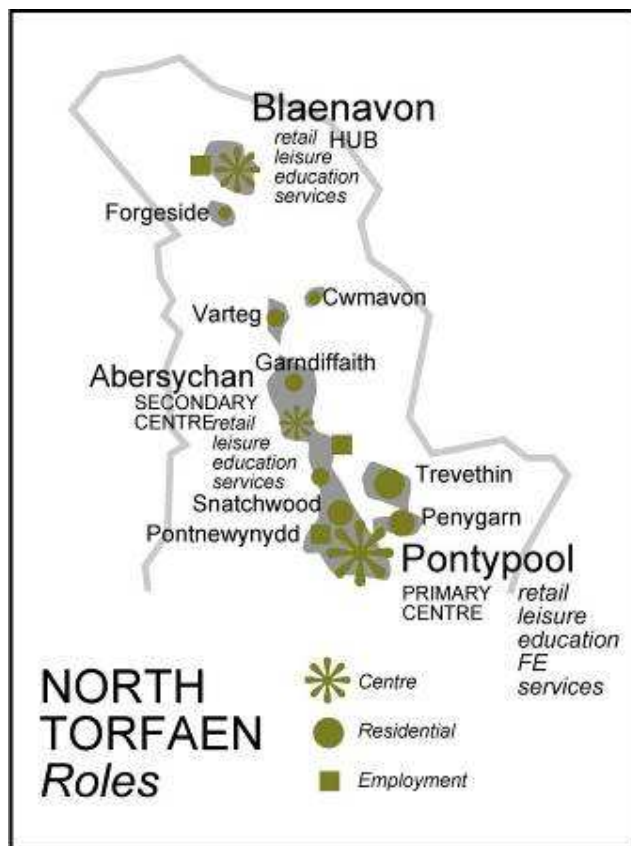 Blaenavon
HUB
retail
leisure
education
services
Forgeside
Cwmavon
Varteg
Garndiffaith
Abersychan
SECONDARY
CENTRE
retail
leisure
education
services
Trevethin
Snatchwood
Penygarn
Pontnewynydd
Pontypool
PRIMARY
CENTRE
retail
leisure
education
FE
services
NORTH
TORFAEN
Roles
Centre
Residential
Employment